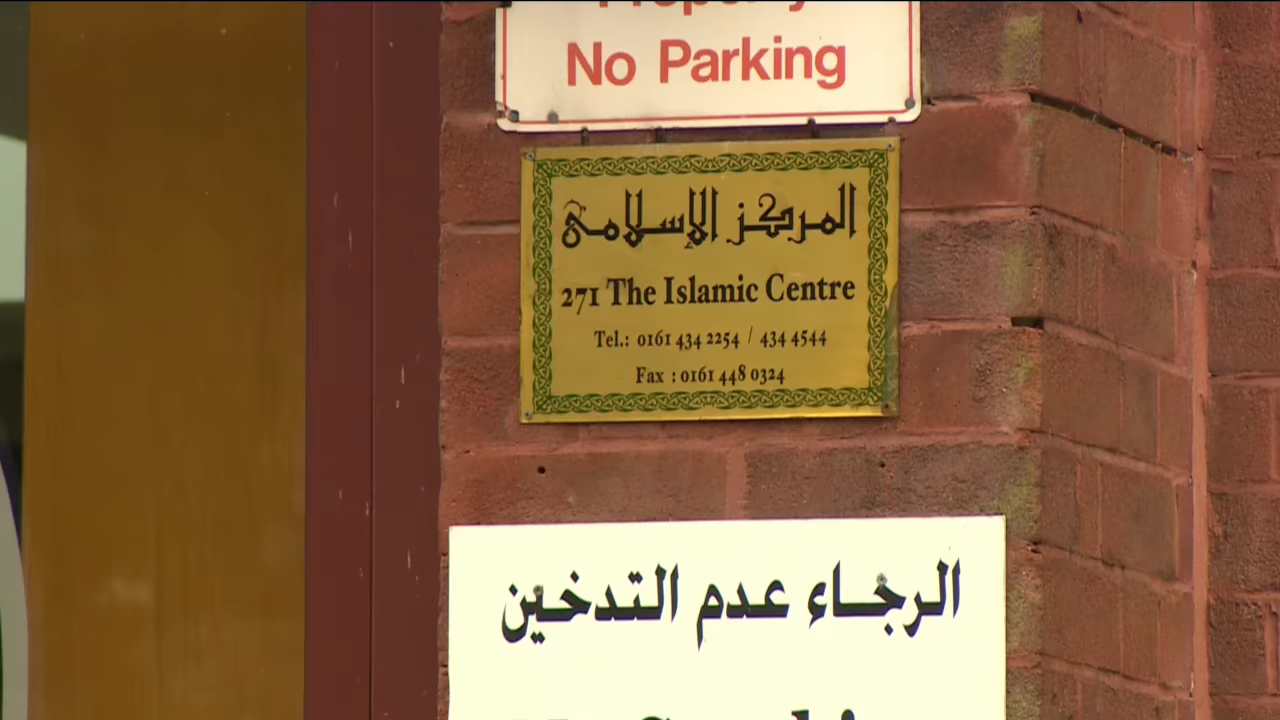 No Parking
المركز الإسلامى
271 The Islamic Centre
Tel.: 0161 434 2254 / 434 4544
Fax : 0161 448 0324
الرجاء عدم التدخين